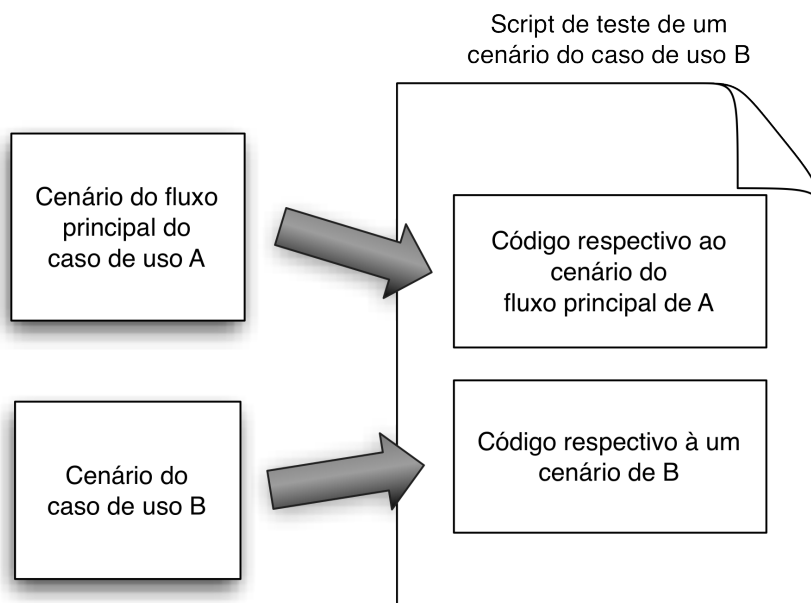 Script de teste de um
cenário do caso de uso B
Cenário do fluxo
principal do
caso de uso A
Código respectivo ao
cenário do
fluxo principal de A
Cenário do
caso de uso B
Código respectivo à um
cenário de B